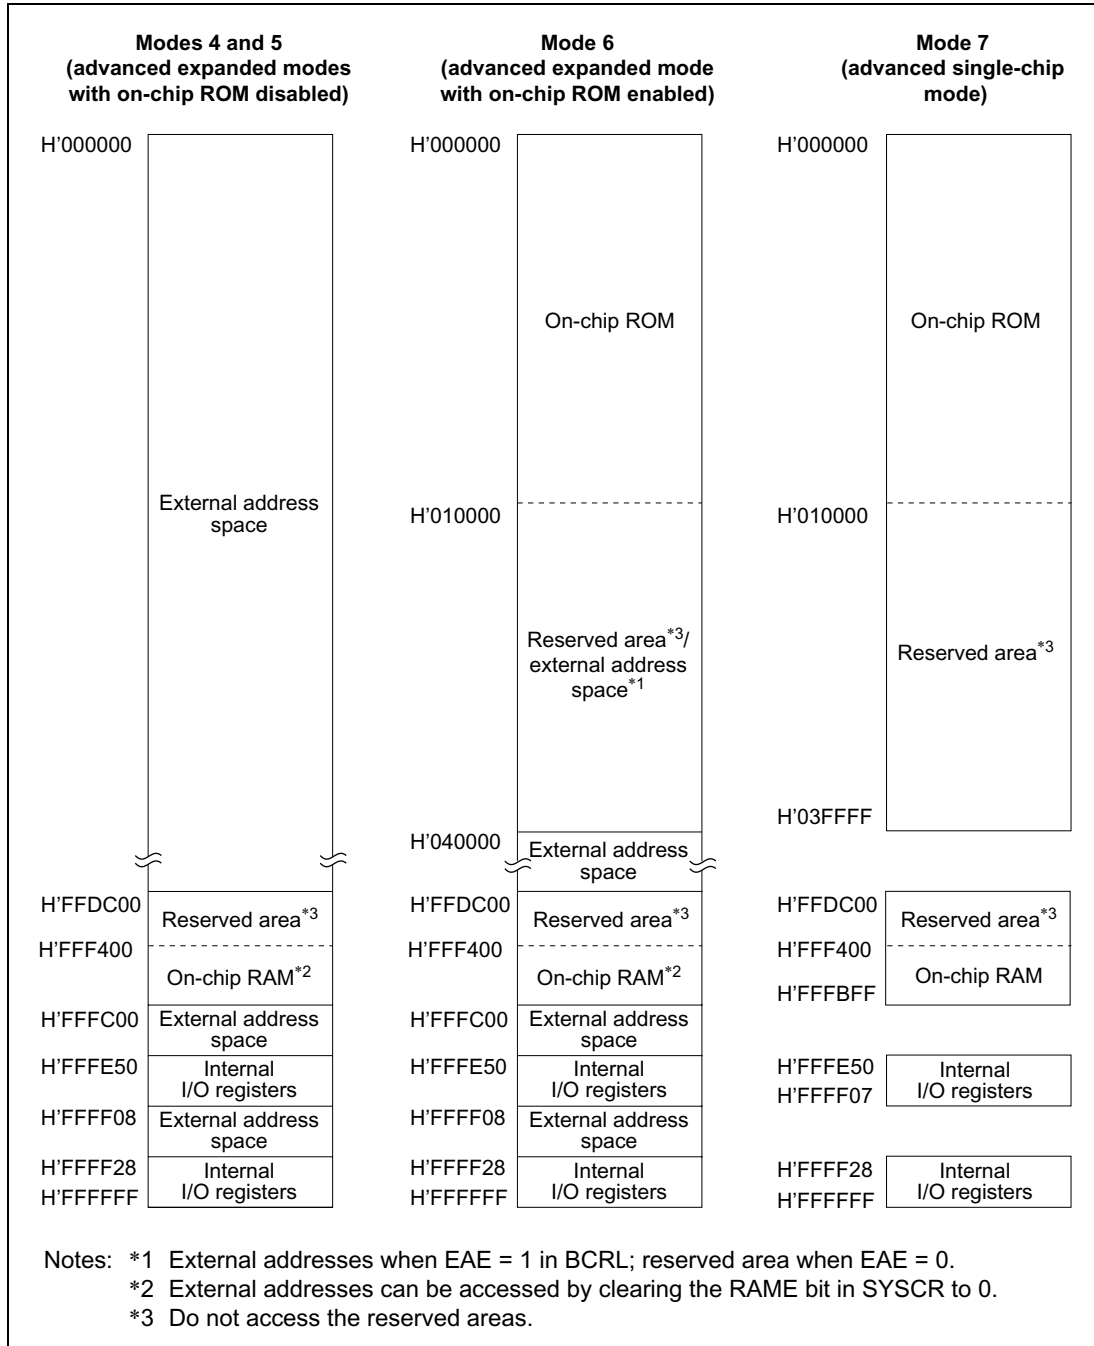 Modes 4 and 5
(advanced expanded modes
with on-chip ROM disabled)
H'000000
External address
space
H'FFDC00
Reserved area*3
H'FFF400
On-chip RAM*2
H'FFFC00
External address
space
H'FFFE50
Internal
I/O registers
H'FFFF08
External address
space
H'FFFF28
Internal
I/O registers
H'FFFFFF
Mode 6
(advanced expanded mode
with on-chip ROM enabled)
H'000000
On-chip ROM
H'010000
Reserved area*3/
external address
space*1
H'040000
External address
space
H'FFDC00
Reserved area*3
H'FFF400
On-chip RAM*2
H'FFFC00
External address
space
H'FFFE50
Internal
I/O registers
H'FFFF08
External address
space
H'FFFF28
Internal
I/O registers
H'FFFFFF
Mode 7
(advanced single-chip
mode)
H'000000
On-chip ROM
H'010000
Reserved area*3
H'03FFFF
H'FFDC00
Reserved area*3
H'FFF400
On-chip RAM
H'FFFBFF
H'FFFE50
Internal
I/O registers
H'FFFF07
H'FFFF28
Internal
I/O registers
H'FFFFFF
Notes: *1 External addresses when EAE = 1 in BCRL; reserved area when EAE = 0.
*2 External addresses can be accessed by clearing the RAME bit in SYSCR to 0.
*3 Do not access the reserved areas.